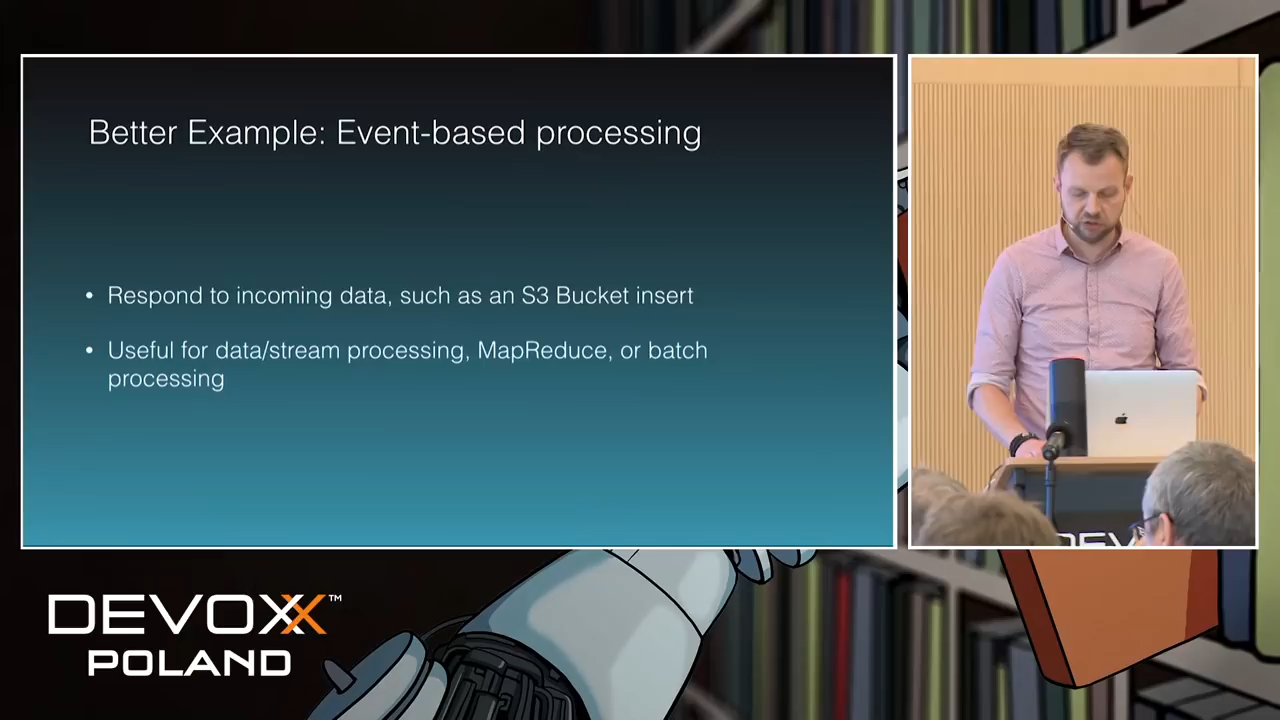 Better Example: Event-based processing
• Respond to incoming data, such as an S3 Bucket insert
• Useful for data/stream processing, MapReduce, or batch
processing
DEVOXX™
POLAND
DEV